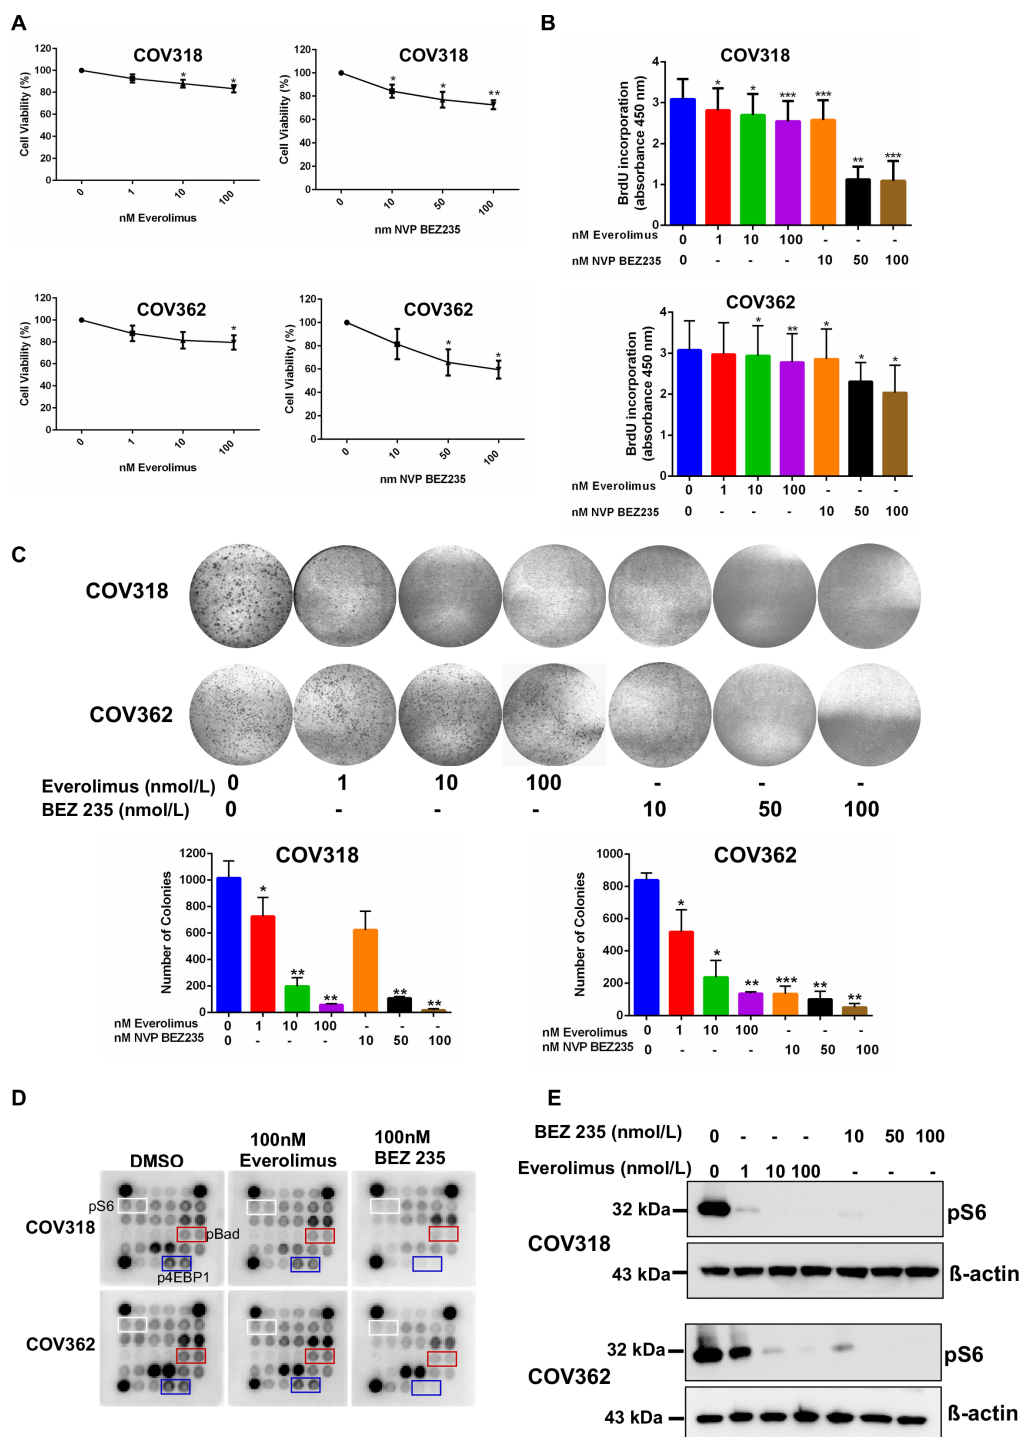 A
COV318
120
100
80
60
40
20
0
Cell Viability (%)
* *
0 1 10 100
nM Everolimus
COV318
120
100
80
60
40
20
0
Cell Viability (%)
* * **
0 10 50 100
nm NVP BEZ235
COV362
120
100
80
60
40
20
0
Cell Viability (%)
*
0 1 10 100
nM Everolimus
COV362
120
100
80
60
40
20
0
Cell Viability (%)
* *
0 10 50 100
nm NVP BEZ235
B
COV318
4
3
2
1
0
BrdU incorporation
(absorbance 450 nm)
* * *** *** ** ***
nM Everolimus 0 1 10 100 - - -
nM NVP BEZ235 0 - - - 10 50 100
COV362
4
3
2
1
0
BrdU incorporation
(absorbance 450 nm)
* ** * * *
nM Everolimus 0 1 10 100 - - -
nM NVP BEZ235 0 - - - 10 50 100
C
COV318
COV362
Everolimus (nmol/L) 0 1 10 100 - - -
BEZ 235 (nmol/L) 0 - - - 10 50 100
COV318
1200
1000
800
600
400
200
0
Number of Colonies
* ** ** ** **
nM Everolimus 0 1 10 100 - - -
nM NVP BEZ235 0 - - - 10 50 100
COV362
1000
800
600
400
200
0
Number of Colonies
* * ** *** ** **
nM Everolimus 0 1 10 100 - - -
nM NVP BEZ235 0 - - - 10 50 100
D
DMSO
100nM
Everolimus
100nM
BEZ 235
pS6
COV318
pBad
p4EBP1
COV362
E
BEZ 235 (nmol/L) 0 - - - 10 50 100
Everolimus (nmol/L) 0 1 10 100 - - -
32 kDa
pS6
COV318
43 kDa
ß-actin
32 kDa
pS6
COV362
43 kDa
ß-actin